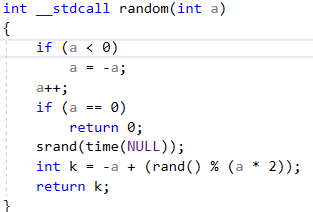 int __stdcall random(int a)
{
if (a < 0)
a = -a;
a++;
if (a == 0)
return 0;
srand(time(NULL));
int k = -a + (rand() % (a * 2));
return k;
}